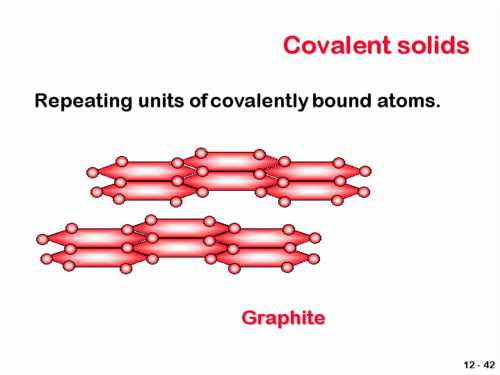 Covalent solids
Repeating units of covalently bound atoms.
Graphite
12 - 42